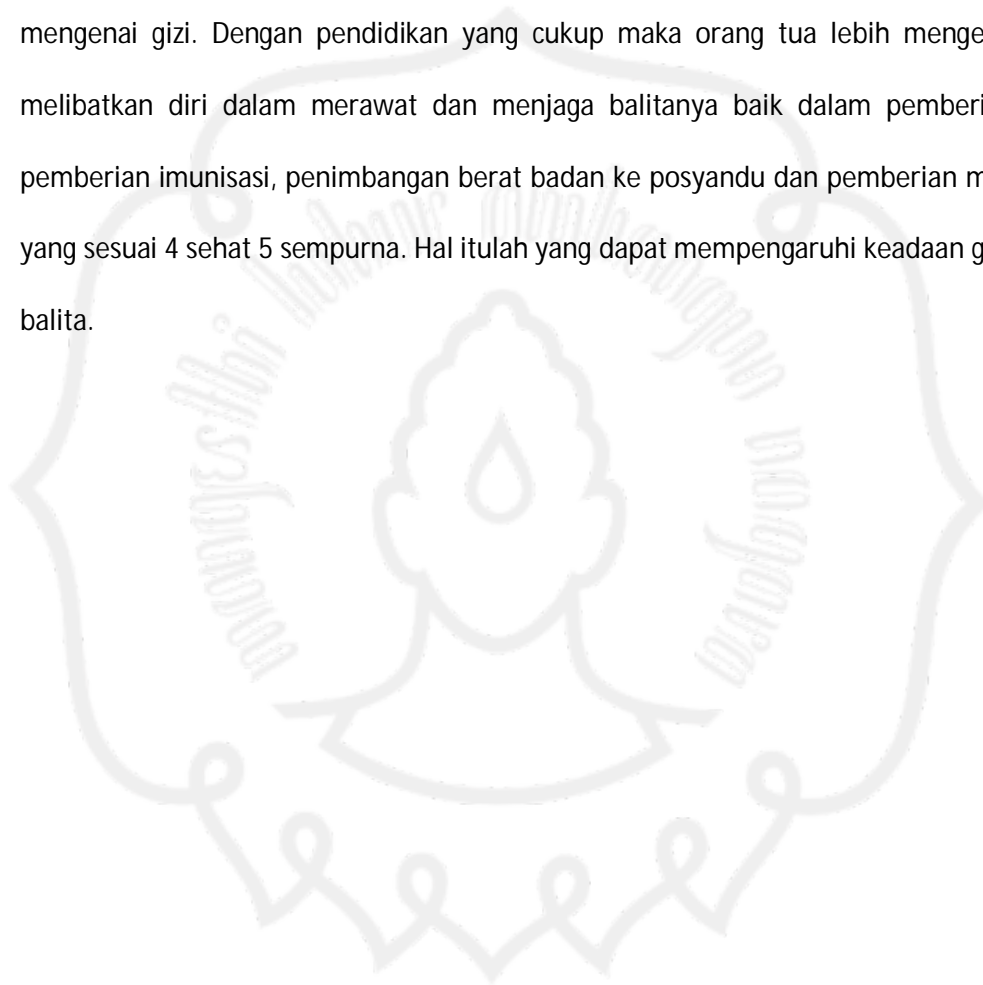 mengenai gizi. Dengan pendidikan yang cukup maka orang tua lebih
melibatkan diri dalam merawat dan menjaga balitanya baik dalam
pemberian imunisasi, penimbangan berat badan ke posyandu dan pemberian
yang sesuai 4 sehat 5 sempurna. Hal itulah yang dapat mempengaruhi keadaan
balita.